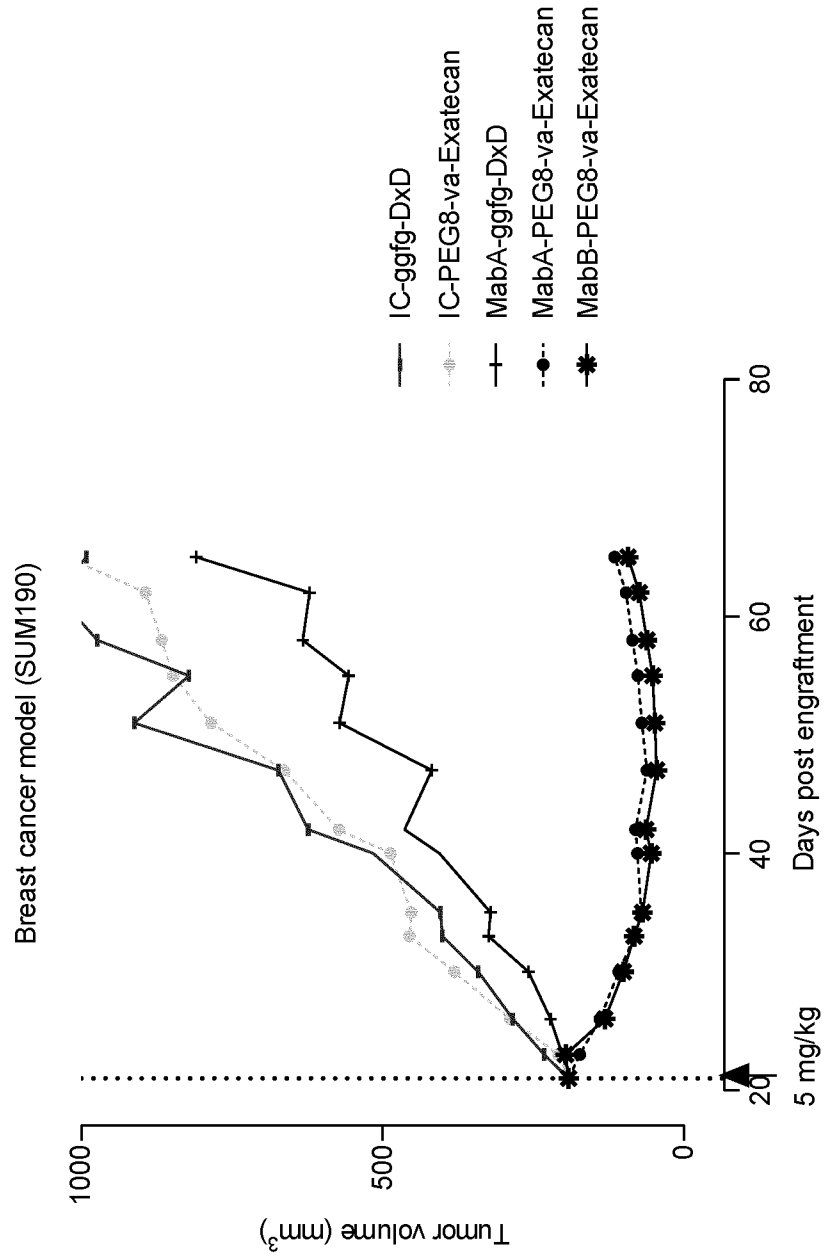 Breast cancer model (SUM190)
Tumor volume (mm³)
1000
500
0
20
40
60
80
5 mg/kg
Days post engraftment
IC-ggfg-DxD
IC-PEG8-va-Exatecan
MabA-ggfg-DxD
MabA-PEG8-va-Exatecan
MabB-PEG8-va-Exatecan